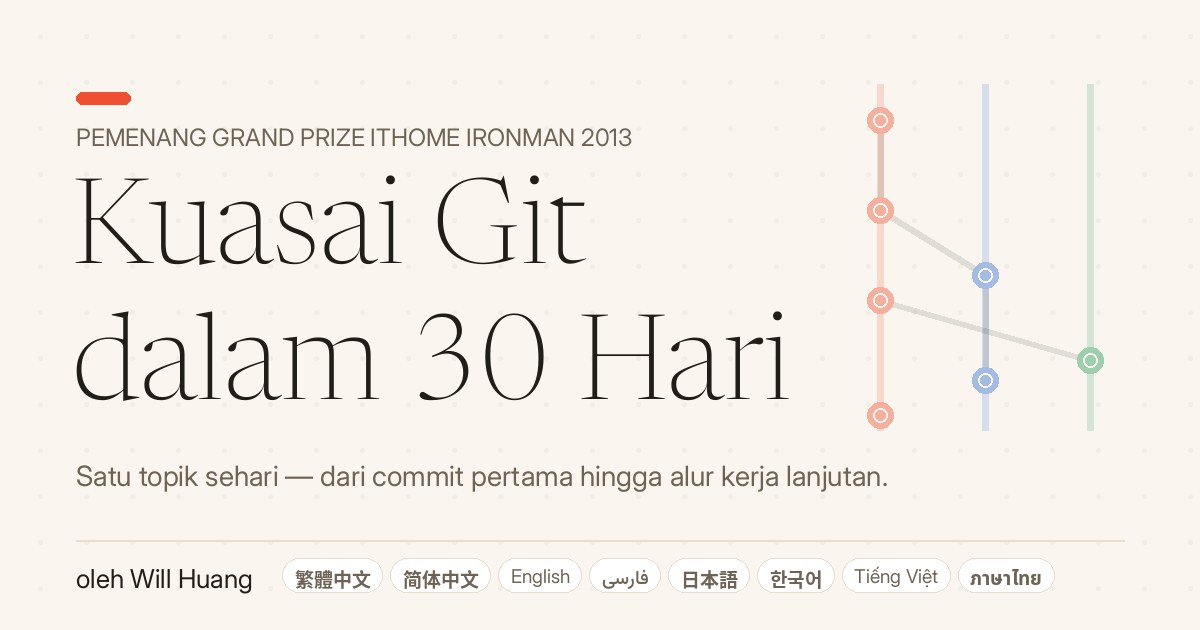 PEMENANG GRAND PRIZE ITHOME IRONMAN 2013
Kuasai Git
dalam 30 Hari
Satu topik sehari — dari commit pertama hingga alur kerja lanjutan.
oleh Will Huang 繁體中文 简体中文 English فارسی 日本語 한국어 Tiếng Việt ภาษาไทย